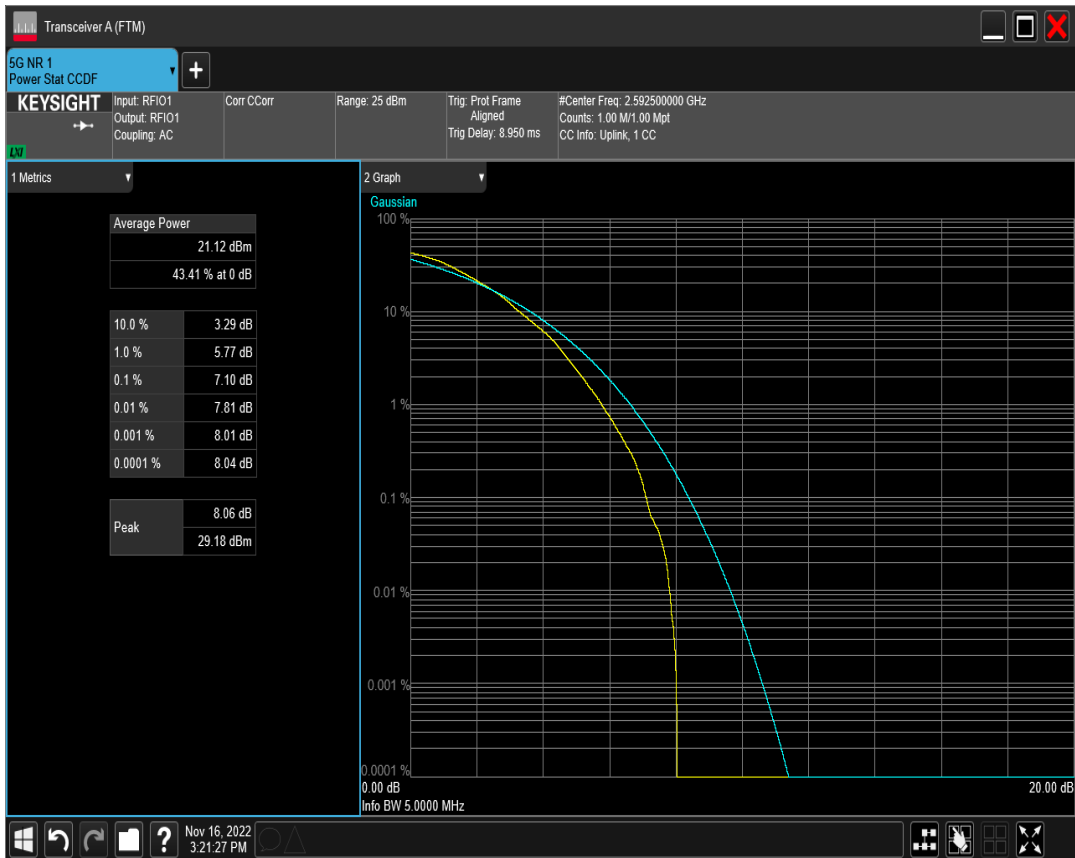 Transceiver A (FTM)
5G NR 1
Power Stat CCDF
+
KEYSIGHT
LXI
Input: RFIO1
Output: RFIO1
Coupling: AC
Corr CCorr
Range: 25 dBm
Trig: Prot Frame
Aligned
Trig Delay: 8.950 ms
#Center Freq: 2.592500000 GHz
Counts: 1.00 M/1.00 Mpt
CC Info: Uplink, 1 CC
1 Metrics
Average Power
21.12 dBm
43.41 % at 0 dB
10.0 % 3.29 dB
1.0 % 5.77 dB
0.1 % 7.10 dB
0.01 % 7.81 dB
0.001 % 8.01 dB
0.0001 % 8.04 dB
Peak
8.06 dB
29.18 dBm
2 Graph
Gaussian
100 %
10 %
1 %
0.1 %
0.01 %
0.001 %
0.0001 %
0.00 dB 20.00 dB
Info BW 5.0000 MHz
?
Nov 16, 2022
3:21:27 PM